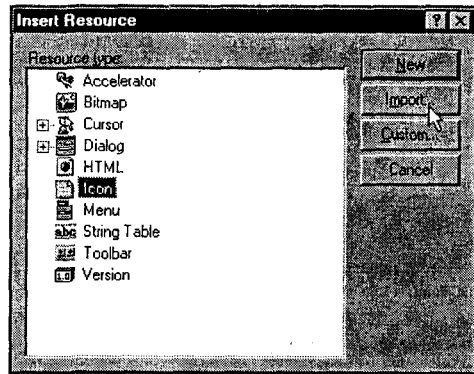 Insert Resource
Resource type:
Accelerator
Bitmap
Cursor
Dialog
HTML
Icon
Menu
String Table
Toolbar
Version
New
Import...
Custom...
Cancel